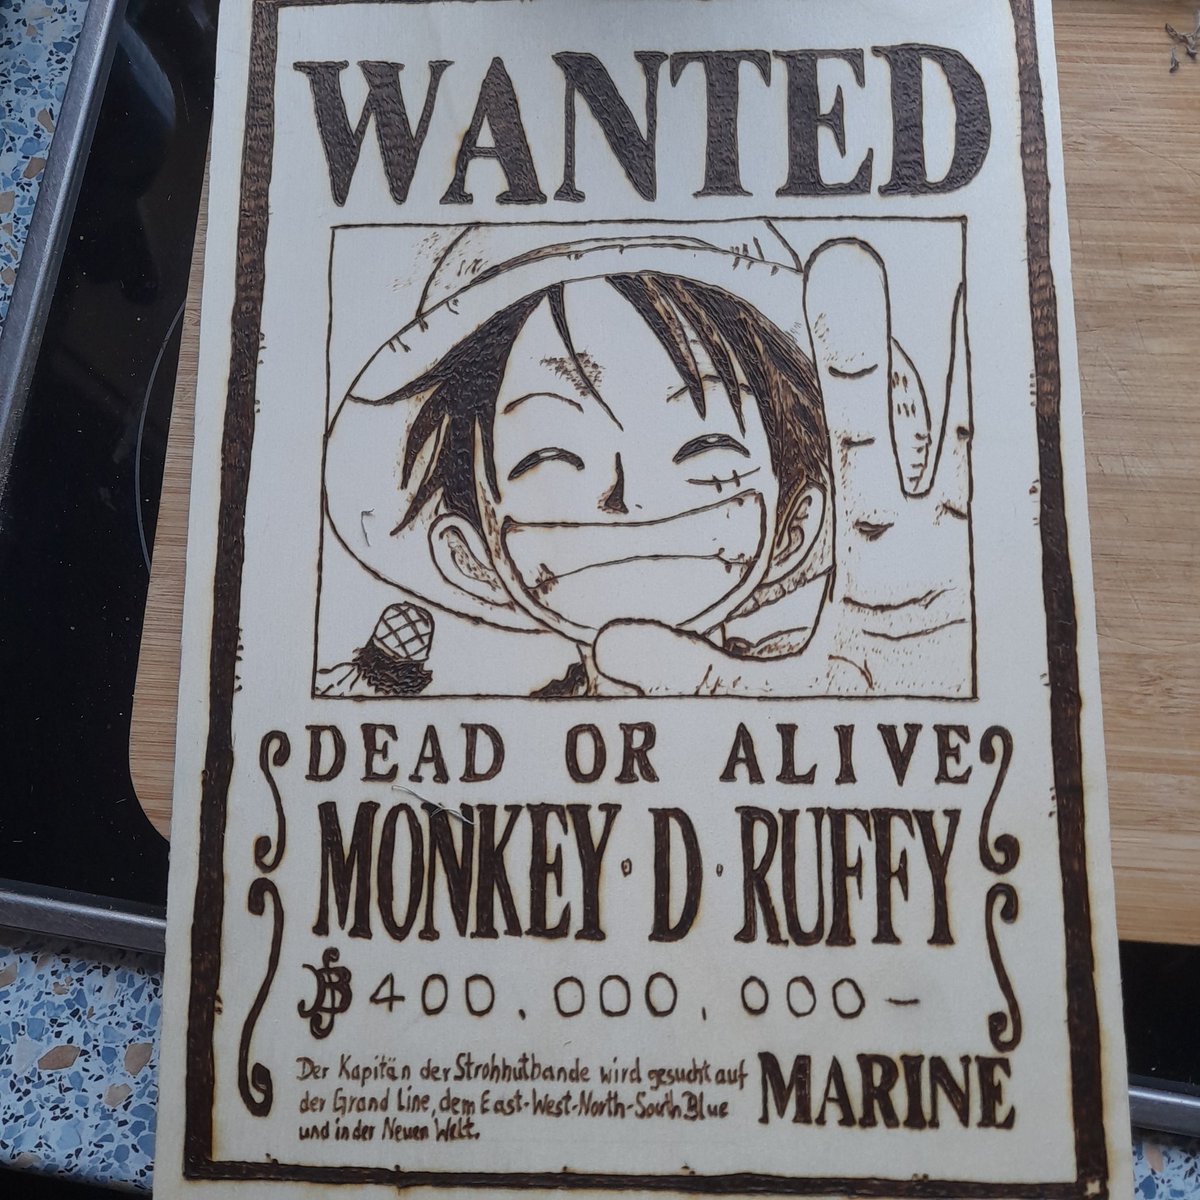 WANTED
DEAD OR ALIVE
MONKEY·D·RUFFY
฿400.000.000-
Der Kapitän der Strohhutbande wird gesucht auf
der Grand Line, dem East-West-North-South Blue
und in der Neuen Welt.
MARINE